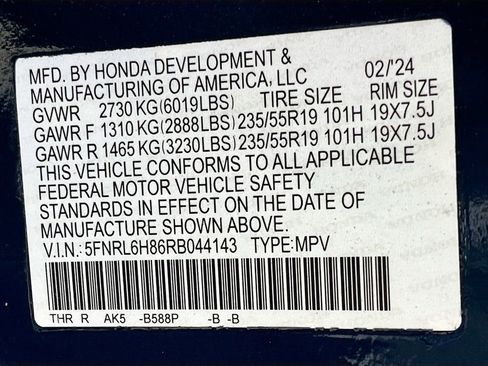 MFD. BY HONDA DEVELOPMENT &
MANUFACTURING OF AMERICA, LLC 02/'24
GVWR 2730 KG(6019LBS) TIRE SIZE RIM SIZE
GAWR F 1310 KG(2888LBS) 235/55R19 101H 19X7.5J
GAWR R 1465 KG(3230LBS) 235/55R19 101H 19X7.5J
THIS VEHICLE CONFORMS TO ALL APPLICABLE
FEDERAL MOTOR VEHICLE SAFETY
STANDARDS IN EFFECT ON THE DATE OF
MANUFACTURE SHOWN ABOVE.
V.I.N.: 5FNRL6H86RB044143 TYPE:MPV
THR R AK5 -B588P -B -B